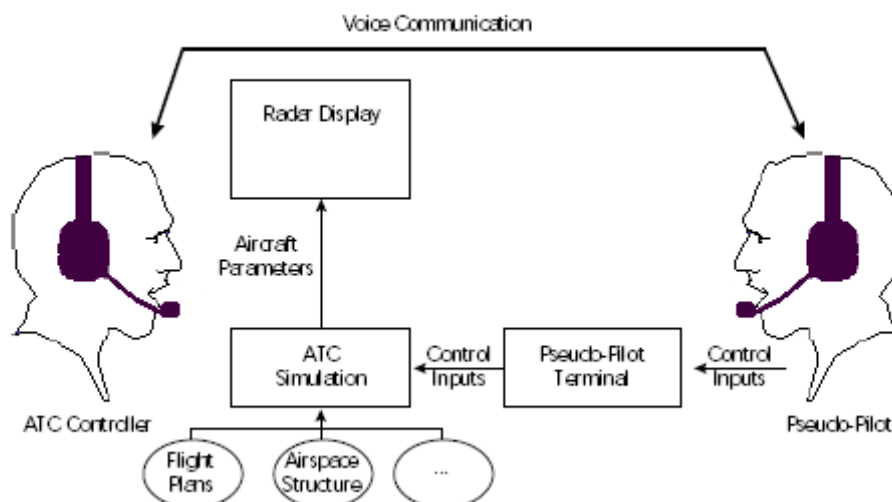 Voice Communication
Radar Display
Aircraft
Parameters
ATC
Simulation
Control
Inputs
Pseudo-Pilot
Terminal
Control
Inputs
ATC Controller
Pseudo-Pilot
Flight
Plans
Airspace
Structure
...